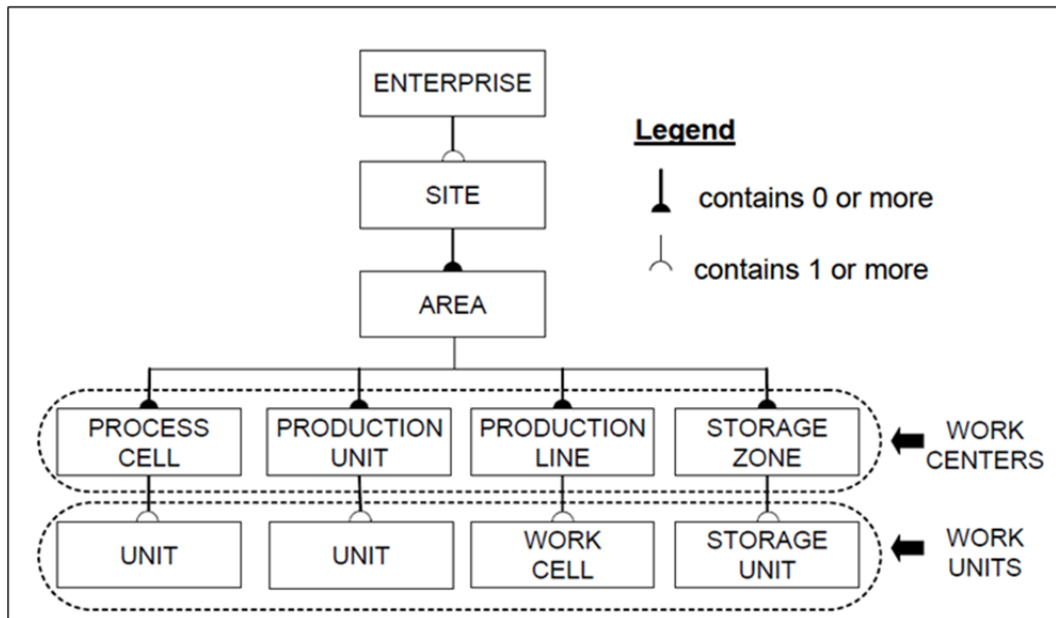 ENTERPRISE
Legend
SITE
contains 0 or more
contains 1 or more
AREA
PROCESS
CELL
PRODUCTION
UNIT
PRODUCTION
LINE
STORAGE
ZONE
WORK
CENTERS
UNIT
UNIT
WORK
CELL
STORAGE
UNIT
WORK
UNITS